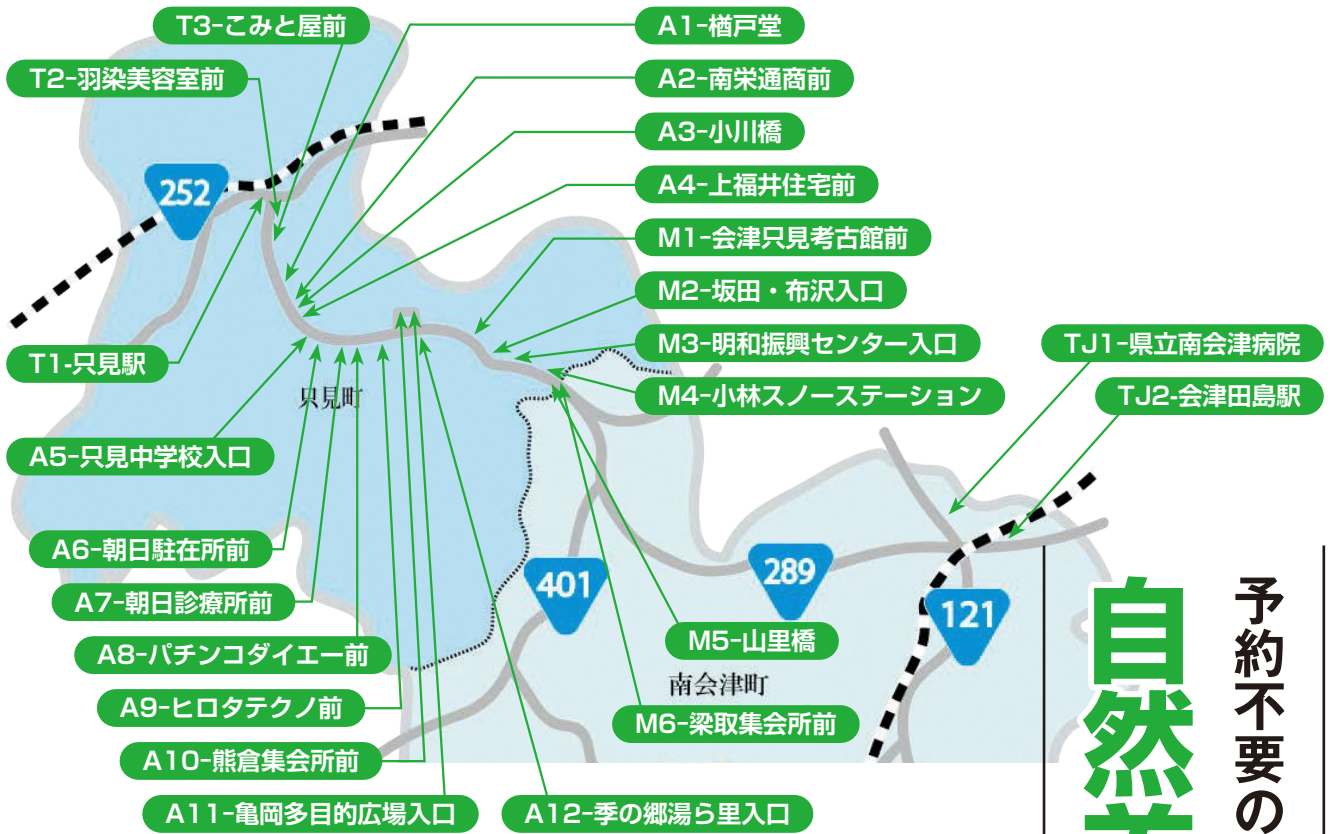 T3-こみと屋前
T2-羽染美容室前
A1-楢戸堂
A2-南栄通商前
A3-小川橋
A4-上福井住宅前
M1-会津只見考古館前
M2-坂田・布沢入口
M3-明和振興センター入口
M4-小林スノーステーション
TJ1-県立南会津病院
TJ2-会津田島駅
252
T1-只見駅
只見町
A5-只見中学校入口
A6-朝日駐在所前
A7-朝日診療所前
A8-パチンコダイエー前
A9-ヒロタテクノ前
A10-熊倉集会所前
A11-亀岡多目的広場入口
A12-季の郷湯ら里入口
401
289
121
M5-山里橋
南会津町
M6-梁取集会所前
予約不要の
自然